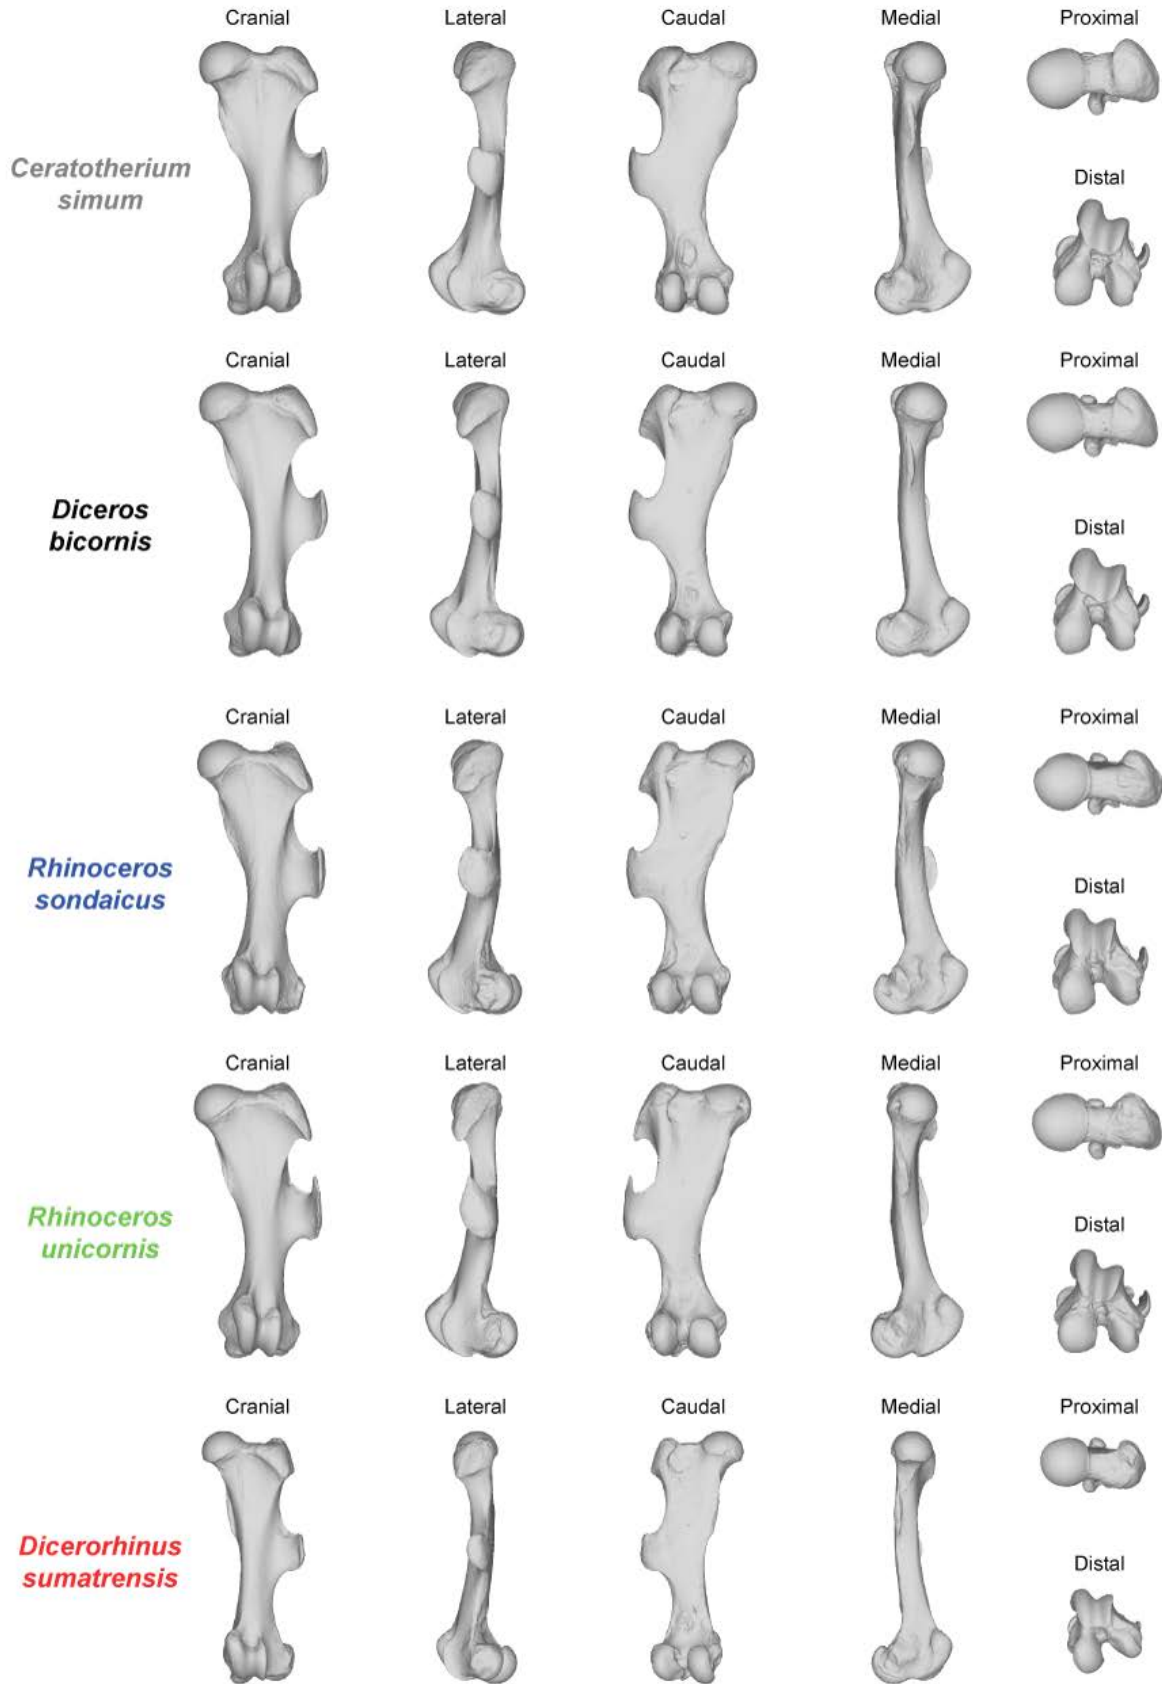 Cranial Lateral Caudal Medial Proximal
Ceratotherium
simum
Distal
Cranial Lateral Caudal Medial Proximal
Diceros
bicornis
Distal
Cranial Lateral Caudal Medial Proximal
Rhinoceros
sondaicus
Distal
Cranial Lateral Caudal Medial Proximal
Rhinoceros
unicornis
Distal
Cranial Lateral Caudal Medial Proximal
Dicerorhinus
sumatrensis
Distal